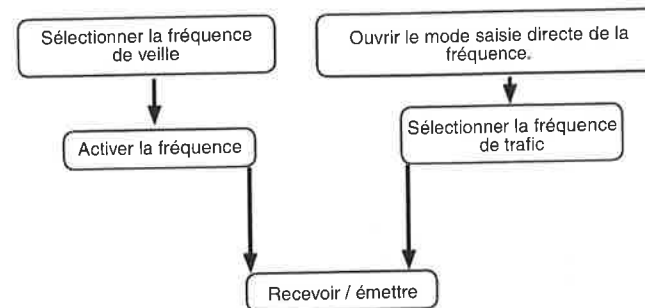 Sélectionner la fréquence
de veille
Ouvrir le mode saisie directe de la
fréquence.
Activer la fréquence
Sélectionner la fréquence
de trafic
Recevoir / émettre